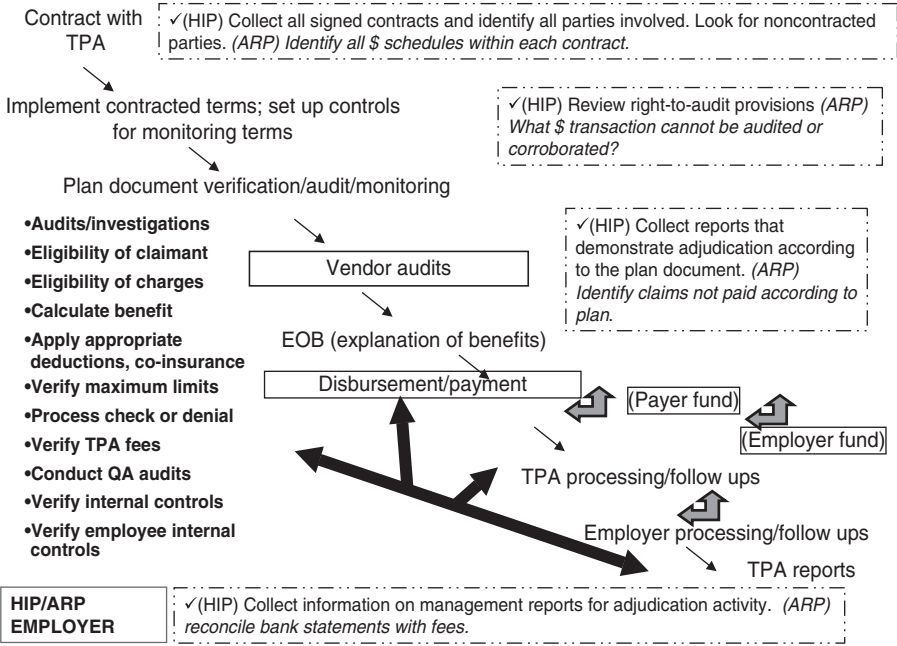 Contract with
TPA
✓(HIP) Collect all signed contracts and identify all parties involved. Look for noncontracted
parties. (ARP) Identify all $ schedules within each contract.
Implement contracted terms; set up controls
for monitoring terms
✓(HIP) Review right-to-audit provisions (ARP)
What $ transaction cannot be audited or
corroborated?
Plan document verification/audit/monitoring
•Audits/investigations
•Eligibility of claimant
•Eligibility of charges
•Calculate benefit
•Apply appropriate
deductions, co-insurance
•Verify maximum limits
•Process check or denial
•Verify TPA fees
•Conduct QA audits
•Verify internal controls
•Verify employee internal
controls
✓(HIP) Collect reports that
demonstrate adjudication according
to the plan document. (ARP)
Identify claims not paid according to
plan.
Vendor audits
EOB (explanation of benefits)
Disbursement/payment
(Payer fund)
(Employer fund)
TPA processing/follow ups
Employer processing/follow ups
TPA reports
HIP/ARP
EMPLOYER
✓(HIP) Collect information on management reports for adjudication activity. (ARP)
reconcile bank statements with fees.